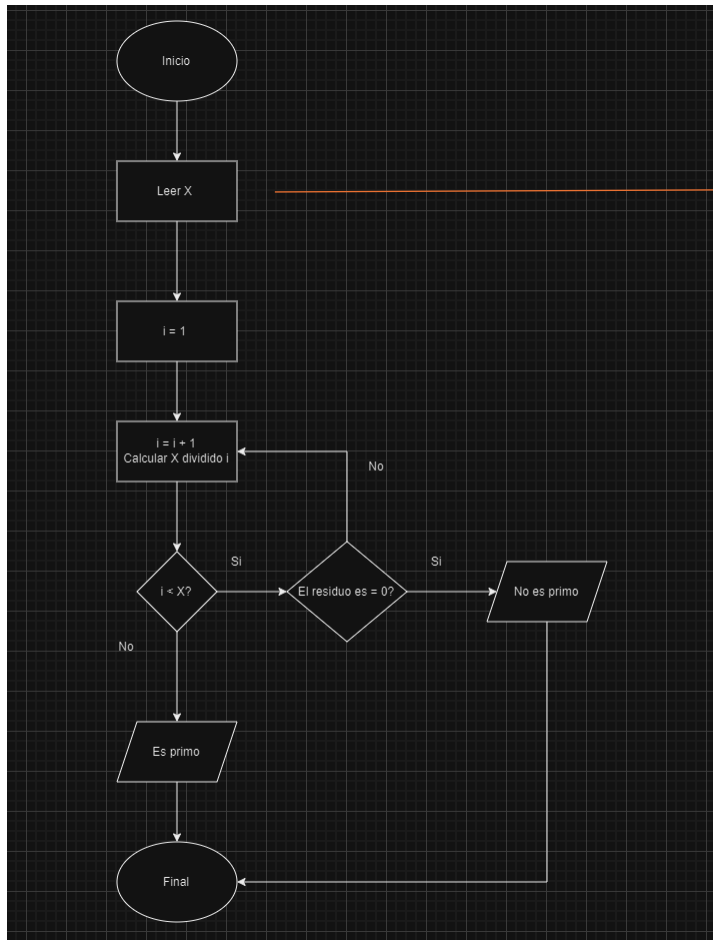 Inicio
Leer X
i = 1
i = i + 1
Calcular X dividido i
No
Si
Si
i < X?
El residuo es = 0?
No es primo
No
Es primo
Final